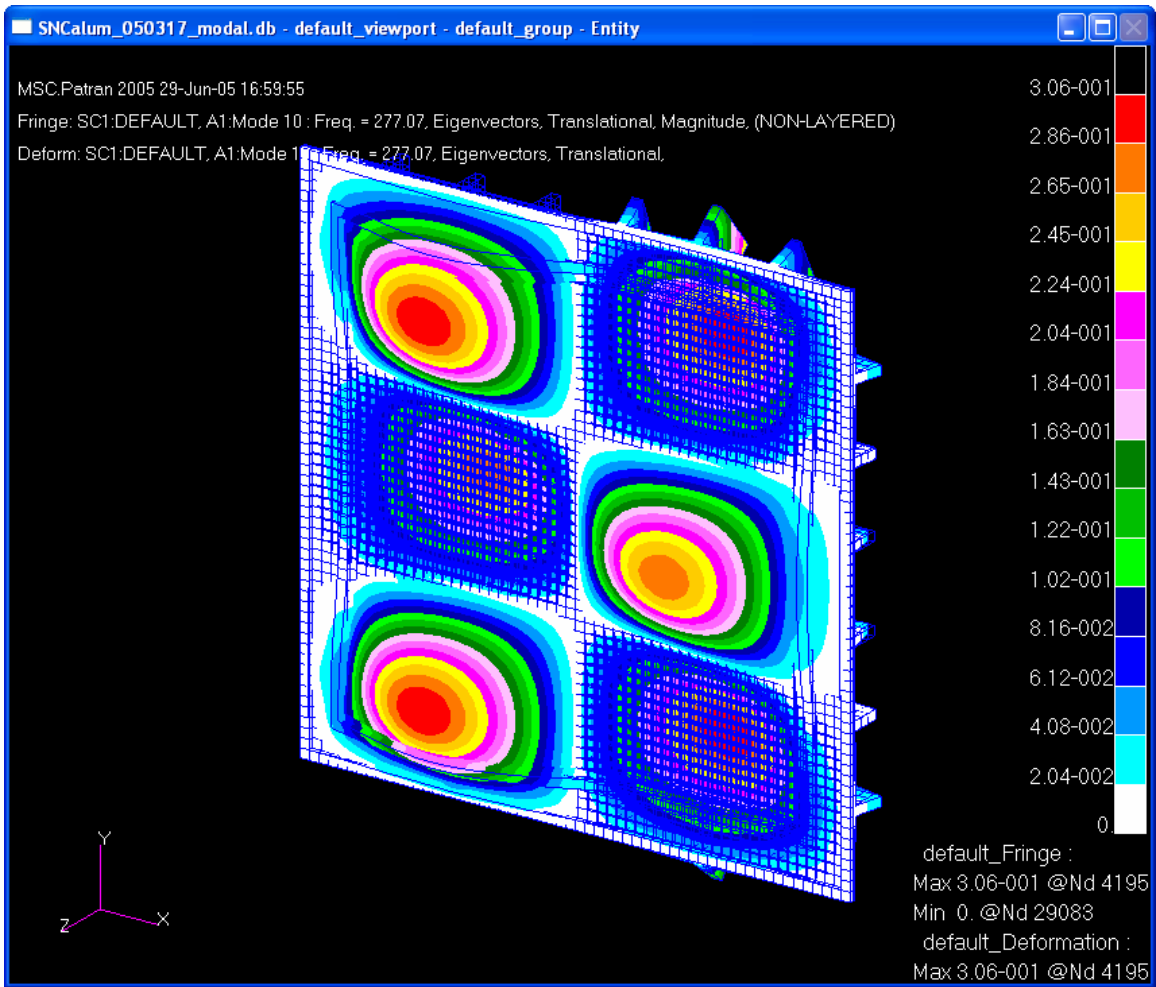 SNCalum_050317_modal.db - default_viewport - default_group - Entity
MSC.Patran 2005 29-Jun-05 16:59:55
Fringe: SC1:DEFAULT, A1:Mode 10 : Freq. = 277.07, Eigenvectors, Translational, Magnitude, (NON-LAYERED)
Deform: SC1:DEFAULT, A1:Mode 1 Freq. = 277.07, Eigenvectors, Translational,
3.06-001
2.86-001
2.65-001
2.45-001
2.24-001
2.04-001
1.84-001
1.63-001
1.43-001
1.22-001
1.02-001
8.16-002
6.12-002
4.08-002
2.04-002
0.
default_Fringe :
Max 3.06-001 @Nd 4195
Min 0. @Nd 29083
default_Deformation :
Max 3.06-001 @Nd 4195
Y
Z
X